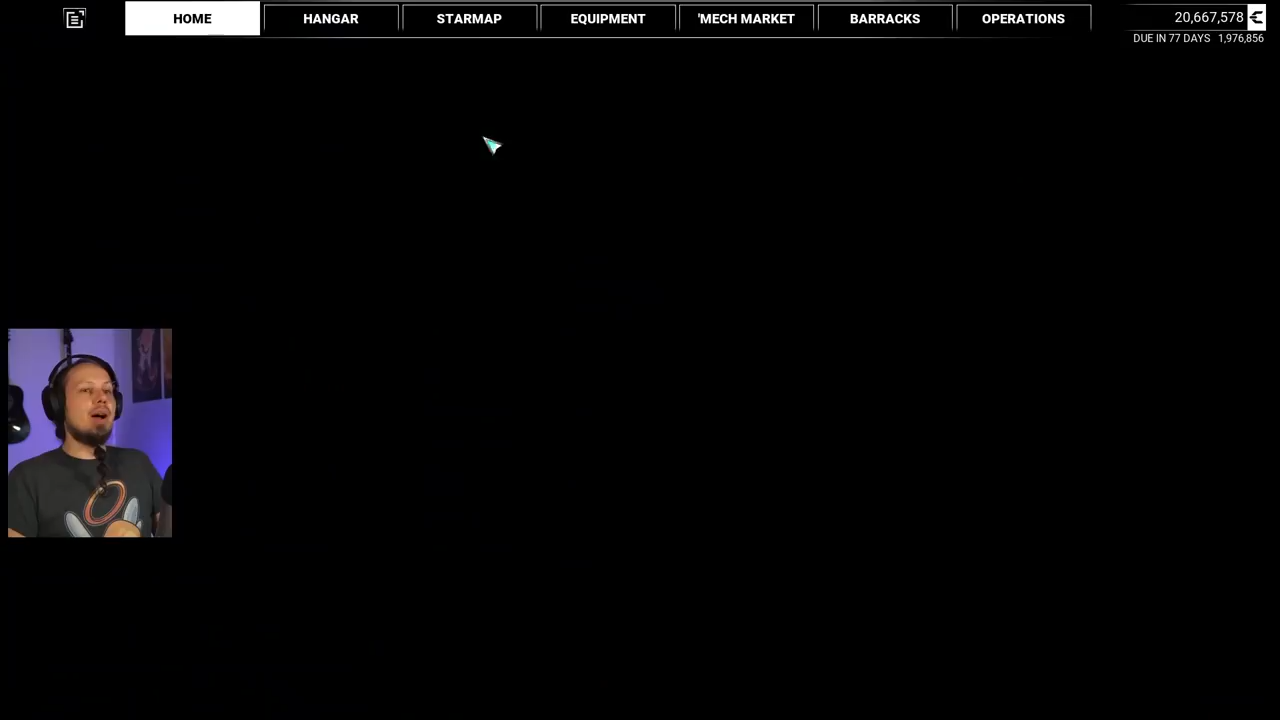 HOME
HANGAR
STARMAP
EQUIPMENT
'MECH MARKET
BARRACKS
OPERATIONS
20,667,578
DUE IN 77 DAYS 1,976,856